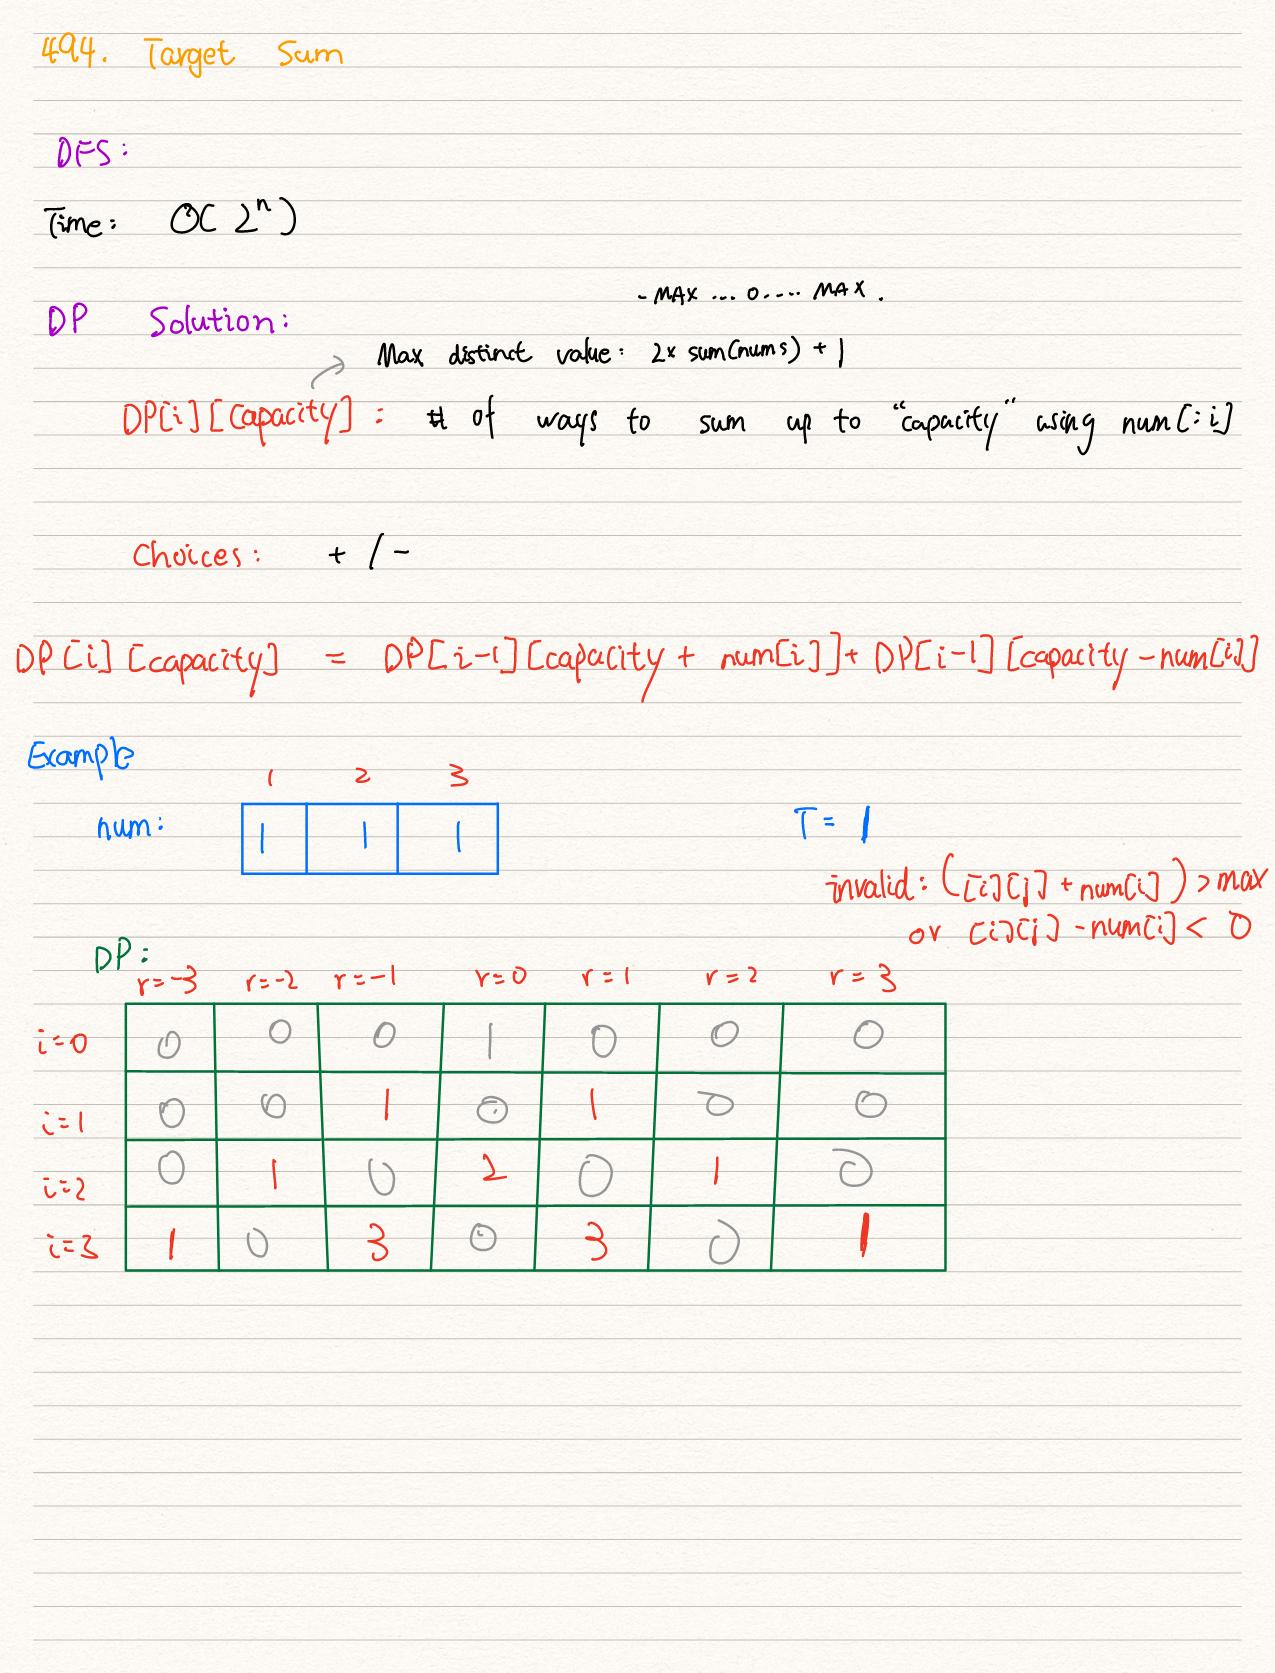 494. Target Sum
DFS:
Time: O(2^n)
-MAX ... 0 .... MAX.
DP Solution:
Max distinct value: 2x sum(nums) + 1
DP[i][capacity]: # of ways to sum up to "capacity" using num[:i]
Choices: + / -
DP[i][capacity] = DP[i-1][capacity + num[i]] + DP[i-1][capacity - num[i]]
Example
1 2 3
num: 1 1 1 T = 1
invalid: ([i][j] + num[i]) > max
or [i][j] - num[i] < 0
DP:
r=-3 r=-2 r=-1 r=0 r=1 r=2 r=3
i=0 0 0 0 1 0 0 0
i=1 0 0 1 0 1 0 0
i=2 0 1 0 2 0 1 0
i=3 1 0 3 0 3 0 1